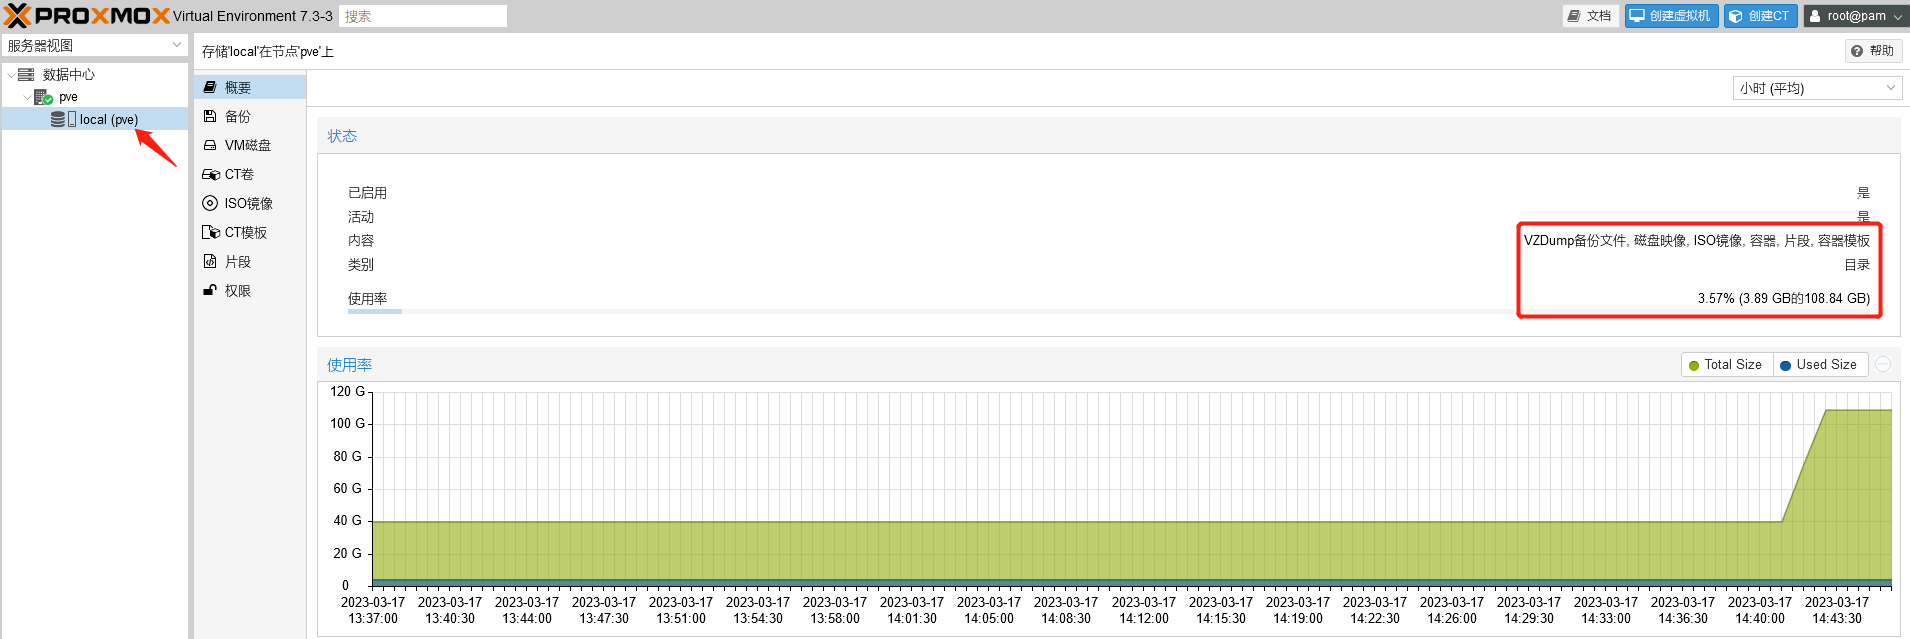 PROXMOX Virtual Environment 7.3-3 搜索 文档 创建虚拟机 创建CT root@pam
服务器视图
存储'local'在节点'pve'上
帮助
数据中心
pve
local (pve)
概要
备份
VM磁盘
CT卷
ISO镜像
CT模板
片段
权限
小时 (平均)
状态
已启用 是
活动 是
内容 VZDump备份文件, 磁盘映像, ISO镜像, 容器, 片段, 容器模板
类别 目录
使用率 3.57% (3.89 GB的108.84 GB)
使用率
Total Size Used Size
120 G
100 G
80 G
60 G
40 G
20 G
0
2023-03-17 2023-03-17 2023-03-17 2023-03-17 2023-03-17 2023-03-17 2023-03-17 2023-03-17 2023-03-17 2023-03-17 2023-03-17 2023-03-17 2023-03-17 2023-03-17 2023-03-17 2023-03-17 2023-03-17 2023-03-17 2023-03-17 2023-03-17
13:37:00 13:40:30 13:44:00 13:47:30 13:51:00 13:54:30 13:58:00 14:01:30 14:05:00 14:08:30 14:12:00 14:15:30 14:19:00 14:22:30 14:26:00 14:29:30 14:33:00 14:36:30 14:40:00 14:43:30